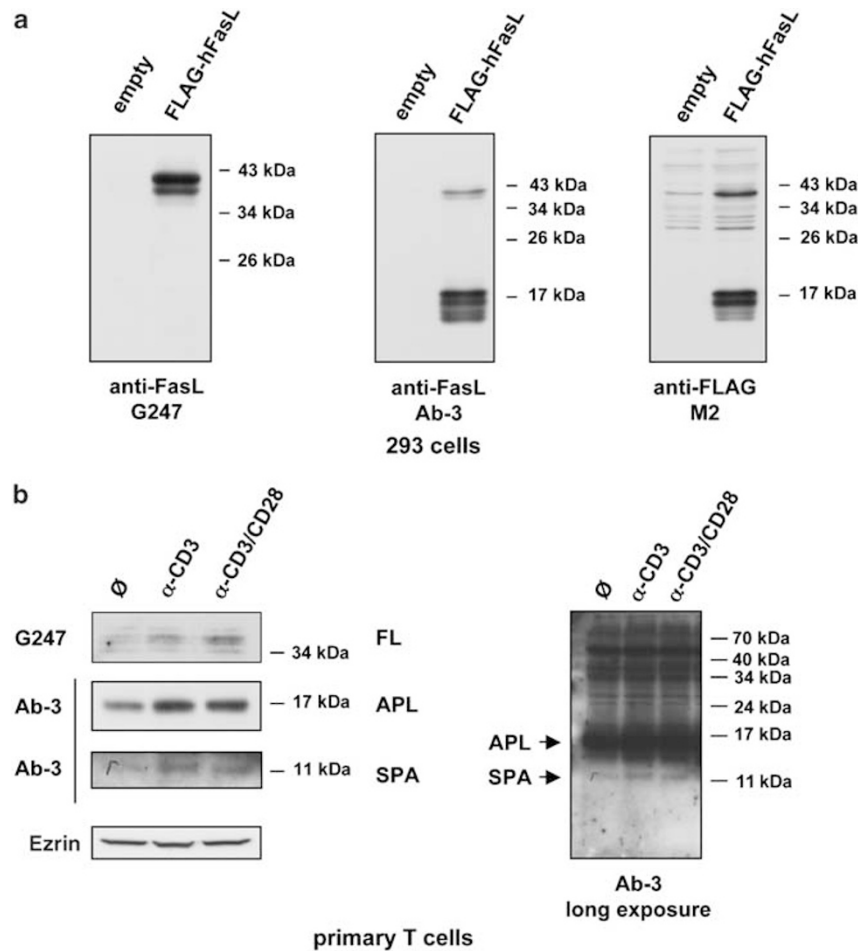 a
empty
FLAG-hFasL
– 43 kDa
– 34 kDa
– 26 kDa
anti-FasL
G247
empty
FLAG-hFasL
– 43 kDa
– 34 kDa
– 26 kDa
– 17 kDa
anti-FasL
Ab-3
empty
FLAG-hFasL
– 43 kDa
– 34 kDa
– 26 kDa
– 17 kDa
anti-FLAG
M2
293 cells
b
Ø
α-CD3
α-CD3/CD28
G247
– 34 kDa
FL
Ab-3
– 17 kDa
APL
Ab-3
– 11 kDa
SPA
Ezrin
Ø
α-CD3
α-CD3/CD28
– 70 kDa
– 40 kDa
– 34 kDa
– 24 kDa
– 17 kDa
– 11 kDa
APL
SPA
Ab-3
long exposure
primary T cells